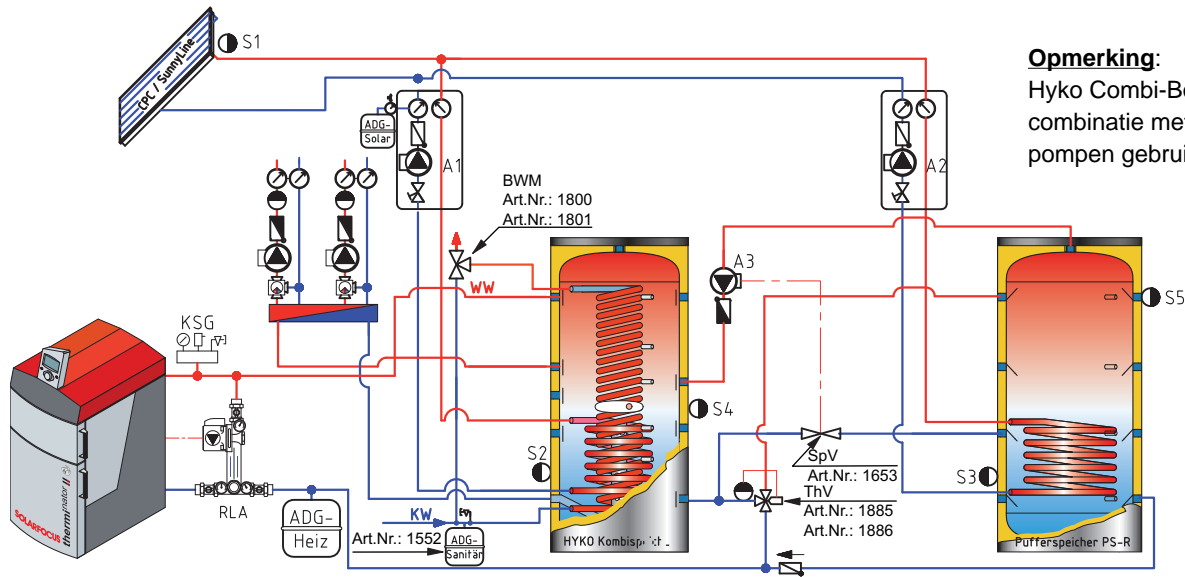 S1
CPC / SunnyLine
Opmerking:
Hyko Combi-Bo
combinatie me
pompen gebrui
ADG-
Solar
A1
A2
BWM
Art.Nr.: 1800
Art.Nr.: 1801
A3
WW
S5
KSG
S4
S2
SpV
Art.Nr.: 1653
ThV
Art.Nr.: 1885
Art.Nr.: 1886
S3
RLA
ADG-
Heiz
KW
Art.Nr.: 1552
ADG-
Sanitär
HYKO
Pufferspeicher PS-R
SOLARFOCUS
therminator II